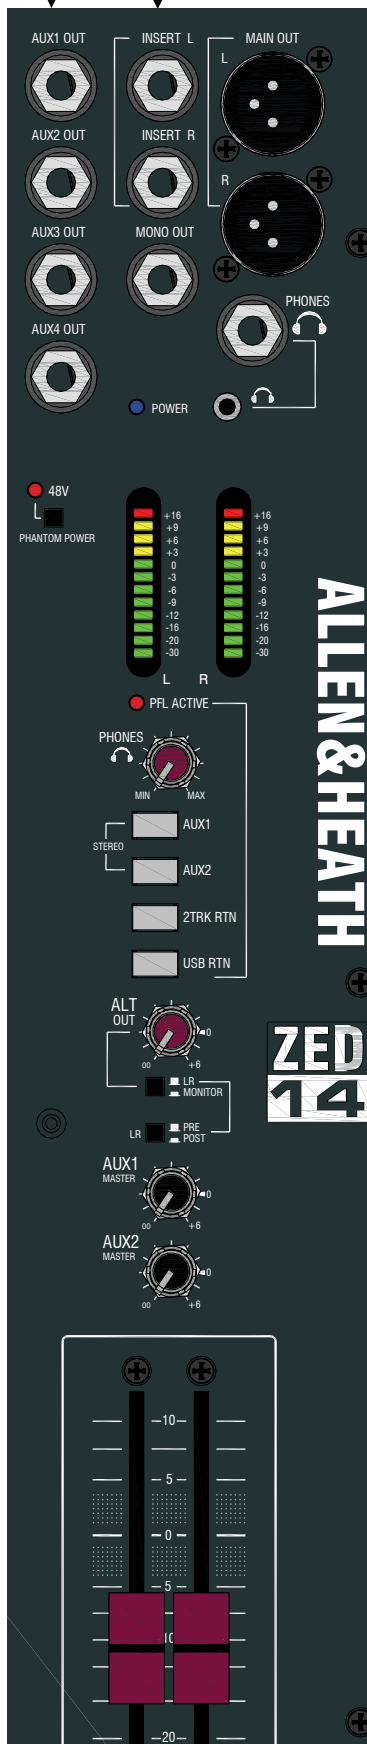 AUX1 OUT
INSERT L
MAIN OUT
L
AUX2 OUT
INSERT R
R
AUX3 OUT
MONO OUT
PHONES
AUX4 OUT
POWER
48V
PHANTOM POWER
+16 +16
+9 +9
+6 +6
+3 +3
0 0
-3 -3
-6 -6
-9 -9
-12 -12
-16 -16
-20 -20
-30 -30
L R
PFL ACTIVE
PHONES
MIN MAX
AUX1
STEREO
AUX2
2TRK RTN
USB RTN
ALLEN&HEATH
ALT
OUT
0
oo +6
LR
MONITOR
LR
PRE
POST
ZED
14
AUX1
MASTER
0
oo +6
AUX2
MASTER
0
oo +6
10
5
0
5
10
20